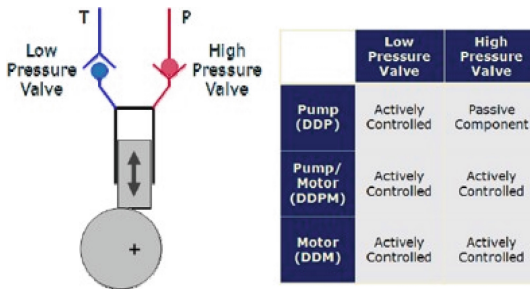 T
P
Low
Pressure
Valve
High
Pressure
Valve
Low
Pressure
Valve
High
Pressure
Valve
Pump
(DDP)
Actively
Controlled
Passive
Component
Pump/
Motor
(DDPM)
Actively
Controlled
Actively
Controlled
Motor
(DDM)
Actively
Controlled
Actively
Controlled